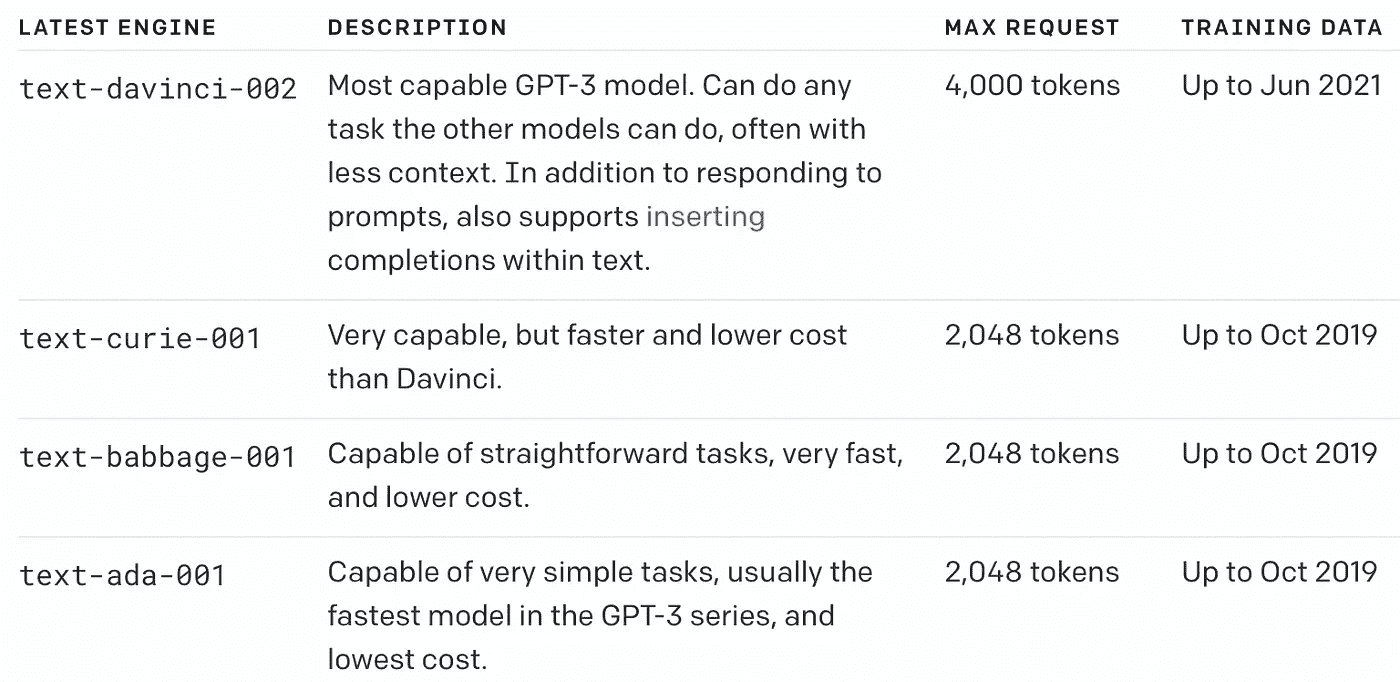 LATEST ENGINE DESCRIPTION MAX REQUEST TRAINING DATA
text-davinci-002 Most capable GPT-3 model. Can do any 4,000 tokens Up to Jun 2021
task the other models can do, often with
less context. In addition to responding to
prompts, also supports inserting
completions within text.
text-curie-001 Very capable, but faster and lower cost 2,048 tokens Up to Oct 2019
than Davinci.
text-babbage-001 Capable of straightforward tasks, very fast, 2,048 tokens Up to Oct 2019
and lower cost.
text-ada-001 Capable of very simple tasks, usually the 2,048 tokens Up to Oct 2019
fastest model in the GPT-3 series, and
lowest cost.